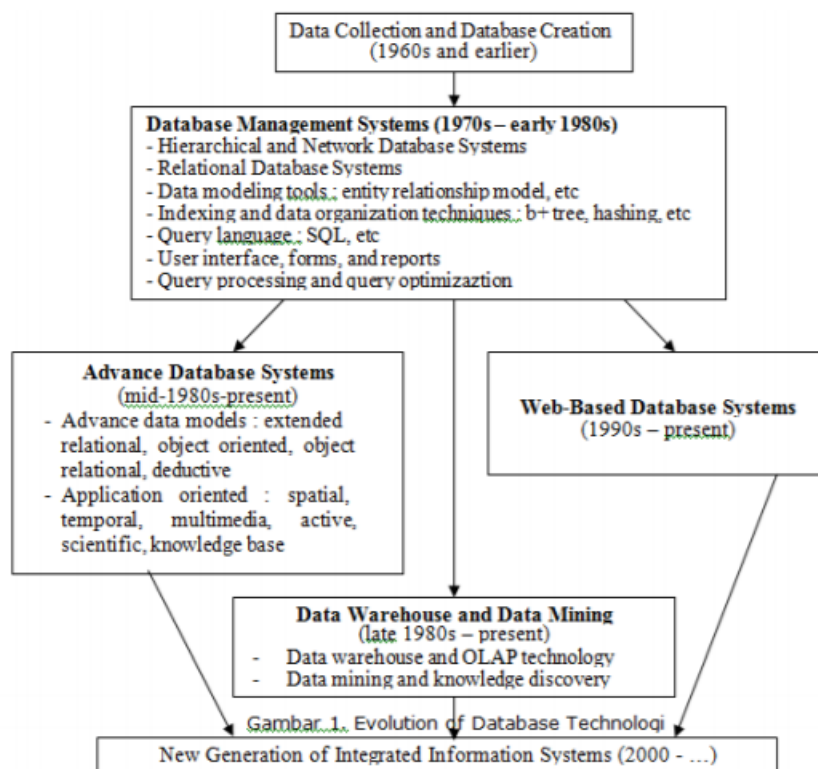 Data Collection and Database Creation
(1960s and earlier)
Database Management Systems (1970s – early 1980s)
- Hierarchical and Network Database Systems
- Relational Database Systems
- Data modeling tools : entity relationship model, etc
- Indexing and data organization techniques : b+ tree, hashing, etc
- Query language : SQL, etc
- User interface, forms, and reports
- Query processing and query optimizaztion
Advance Database Systems
(mid-1980s-present)
- Advance data models : extended
relational, object oriented, object
relational, deductive
- Application oriented : spatial,
temporal, multimedia, active,
scientific, knowledge base
Web-Based Database Systems
(1990s – present)
Data Warehouse and Data Mining
(late 1980s – present)
- Data warehouse and OLAP technology
- Data mining and knowledge discovery
Gambar 1. Evolution of Database Technologi
New Generation of Integrated Information Systems (2000 - ...)